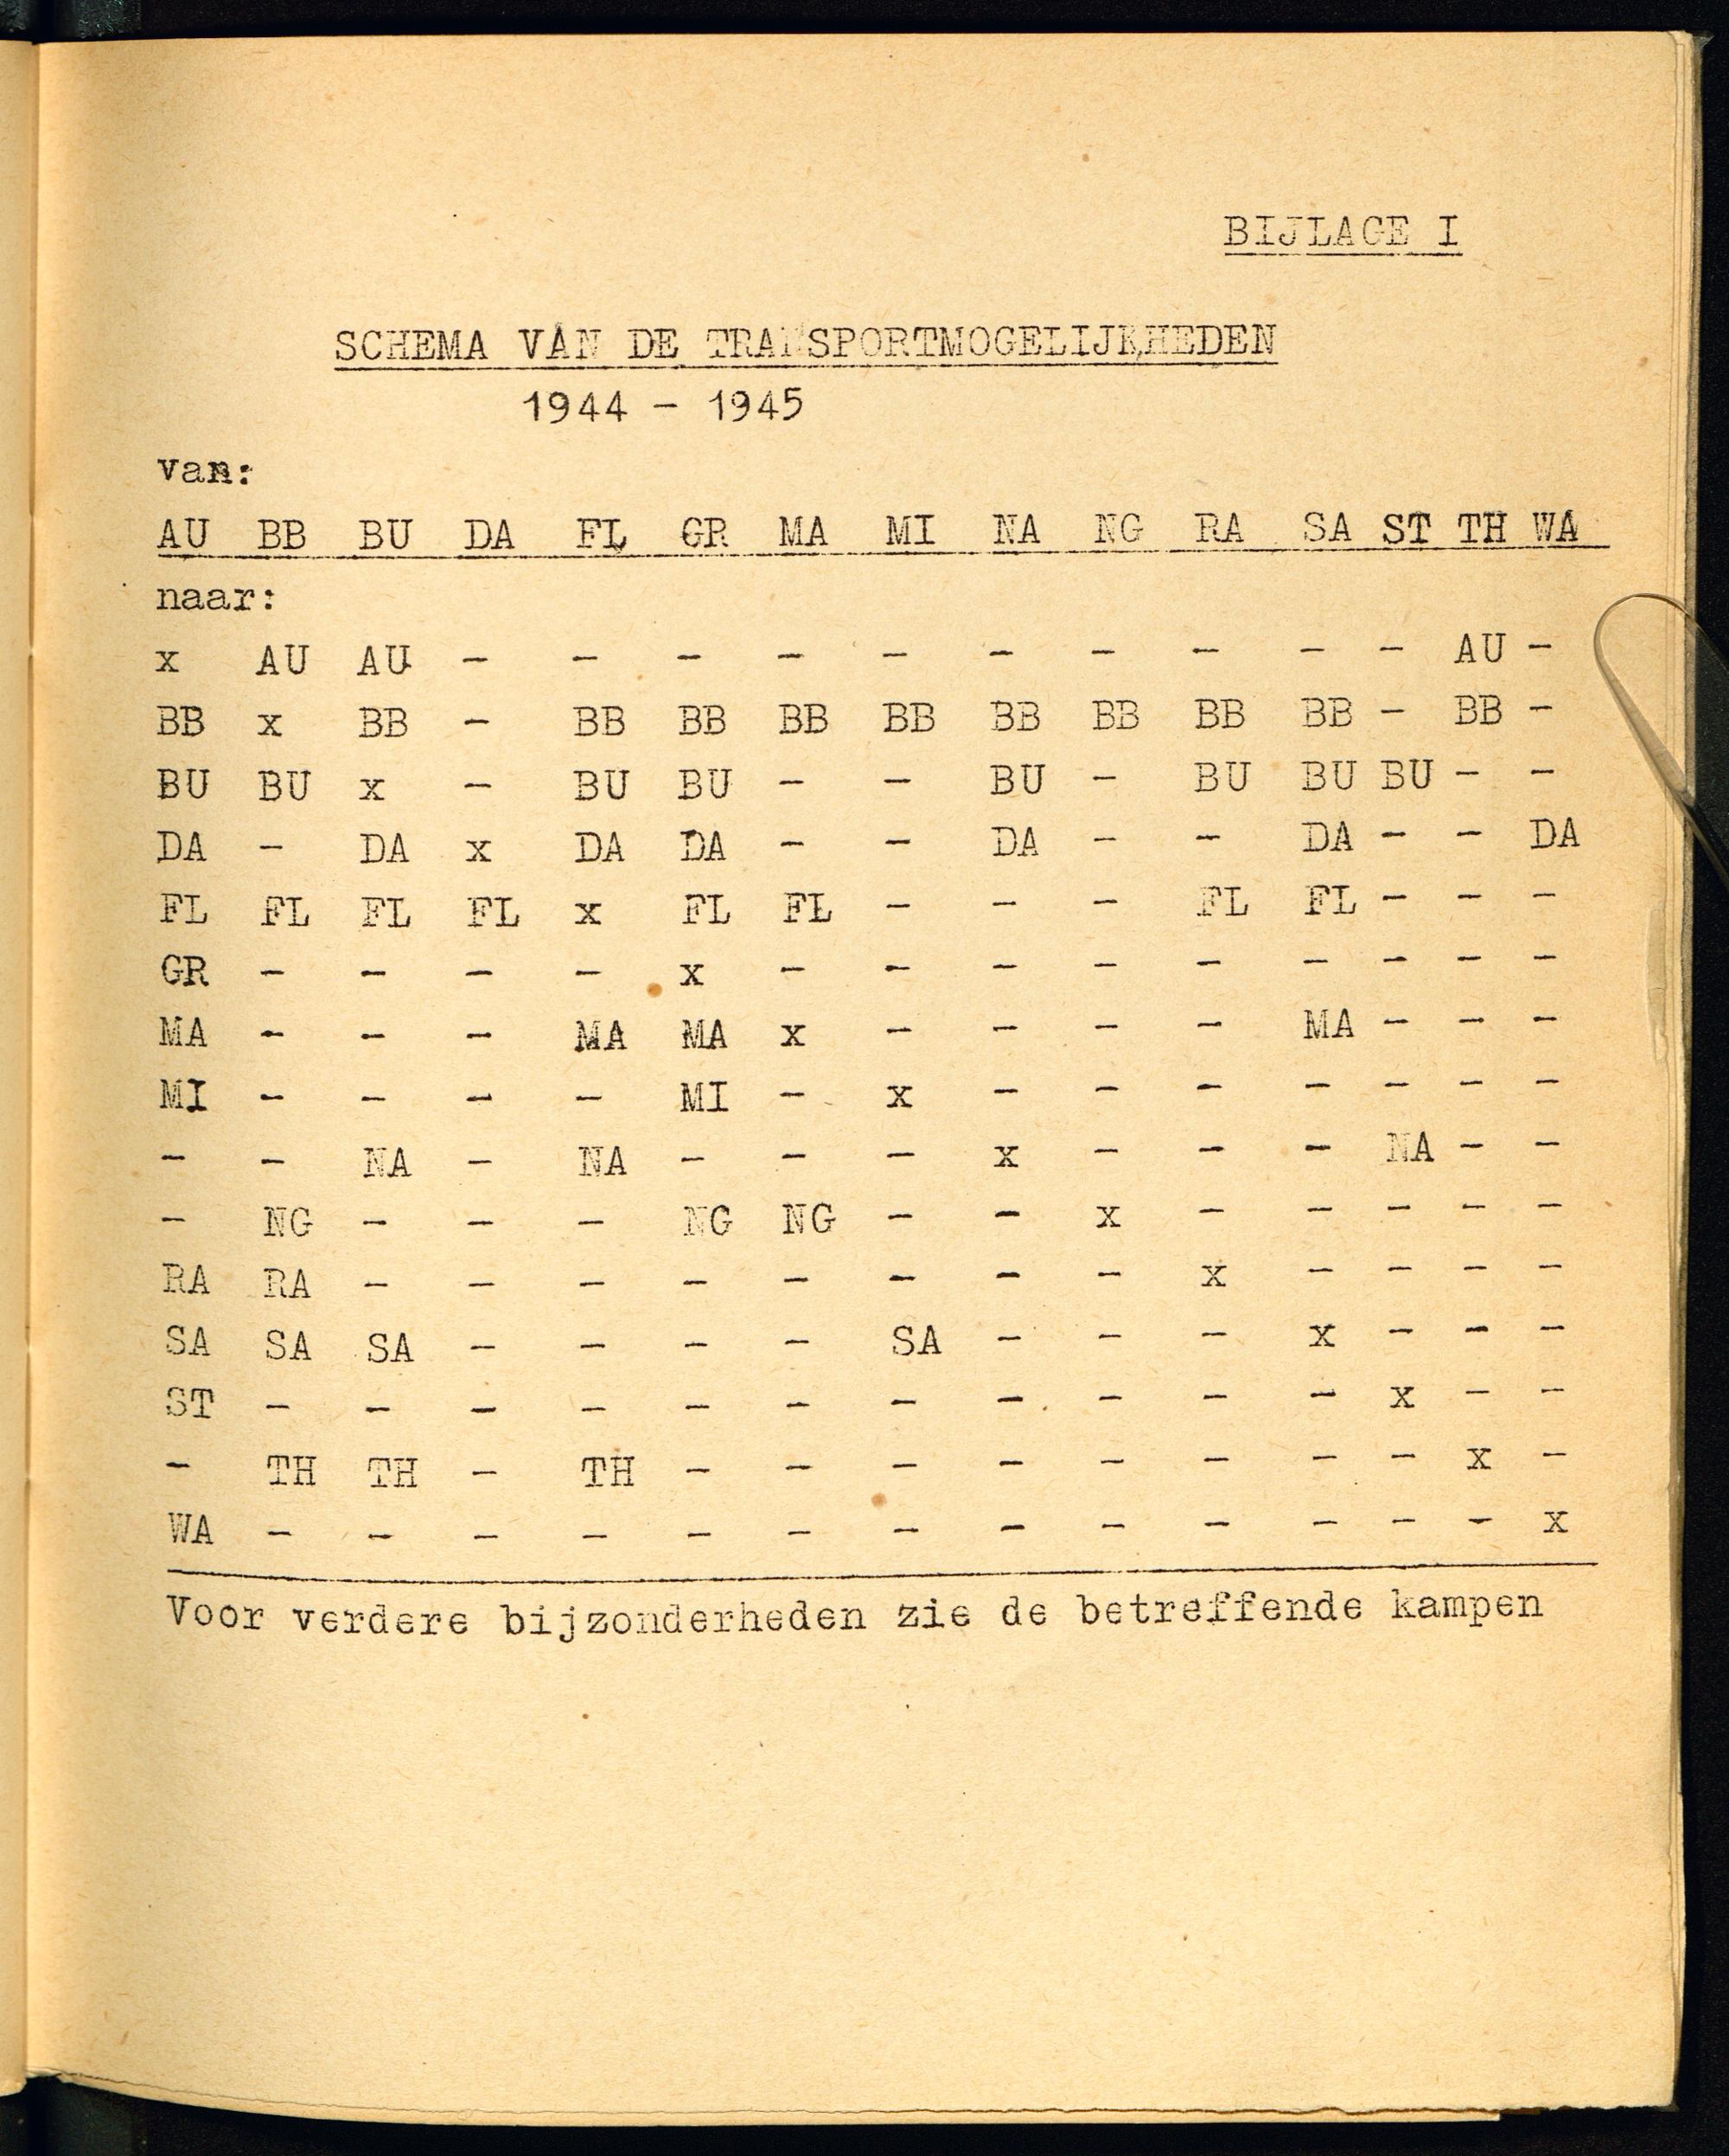 BIJLAGE I
SCHEMA VAN DE TRANSPORTMOGELIJKHEDEN
1944 - 1945
van:
AU BB BU DA FL GR MA MI NA NG RA SA ST TH WA
naar:
x AU AU - - - - - - - - - - AU -
BB x BB - BB BB BB BB BB BB BB BB - BB -
BU BU x - BU BU - - BU - BU BU BU - -
DA - DA x DA DA - - DA - - DA - - DA
FL FL FL FL x FL FL - - - FL FL - - -
GR - - - - x - - - - - - - - -
MA - - - MA MA x - - - - MA - - -
MI - - - - MI - x - - - - - - -
- - NA - NA - - - x - - - NA - -
- NG - - - NG NG - - x - - - - -
RA RA - - - - - - - - x - - - -
SA SA SA - - - - SA - - - x - - -
ST - - - - - - - - - - - x - -
- TH TH - TH - - - - - - - - x -
WA - - - - - - - - - - - - - x
Voor verdere bijzonderheden zie de betreffende kampen